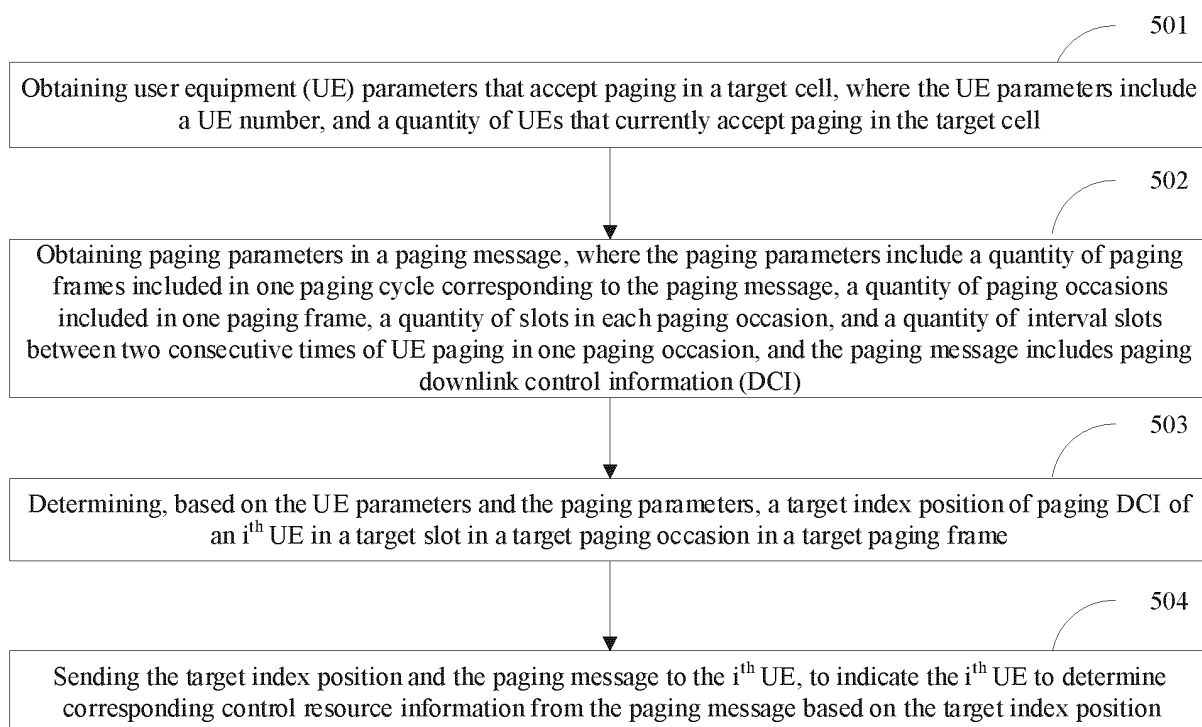 501
Obtaining user equipment (UE) parameters that accept paging in a target cell, where the UE parameters include
a UE number, and a quantity of UEs that currently accept paging in the target cell
502
Obtaining paging parameters in a paging message, where the paging parameters include a quantity of paging
frames included in one paging cycle corresponding to the paging message, a quantity of paging occasions
included in one paging frame, a quantity of slots in each paging occasion, and a quantity of interval slots
between two consecutive times of UE paging in one paging occasion, and the paging message includes paging
downlink control information (DCI)
503
Determining, based on the UE parameters and the paging parameters, a target index position of paging DCI of
an i^th UE in a target slot in a target paging occasion in a target paging frame
504
Sending the target index position and the paging message to the i^th UE, to indicate the i^th UE to determine
corresponding control resource information from the paging message based on the target index position